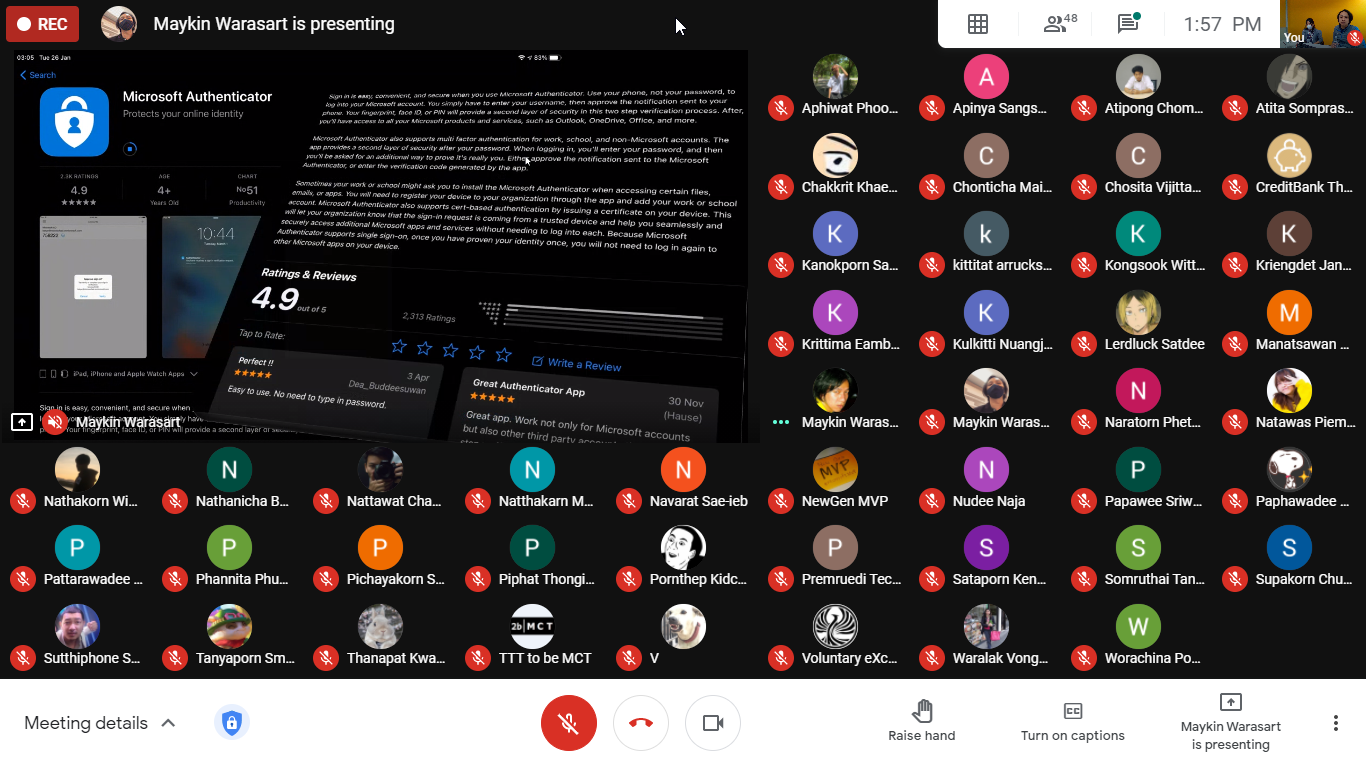 REC
Maykin Warasart is presenting
48
1:57 PM
You
03:05 Tue 26 Jan
83%
Search
Microsoft Authenticator
Protects your online identity
2.3K RATINGS
4.9
★★★★★
AGE
4+
Years Old
CHART
No51
Productivity
10:44
iPad, iPhone and Apple Watch Apps
Sign in is easy, convenient, and secure when
Your fingerprint, face ID, or PIN will provide a second layer of
Sign in is easy, convenient, and secure when you use Microsoft Authenticator. Use your phone, not your password, to
log into your Microsoft account. You simply have to enter your username, then approve the notification sent to your
phone. Your fingerprint, face ID, or PIN will provide a second layer of security in this two step verification process. After,
you'll have access to all your Microsoft products and services, such as Outlook, OneDrive, Office, and more.
Microsoft Authenticator also supports multi factor authentication for work, school, and non-Microsoft accounts. The
app provides a second layer of security after your password. When logging in, you'll enter your password, and then
you'll be asked for an additional way to prove it's really you. Either approve the notification sent to the Microsoft
Authenticator, or enter the verification code generated by the app.
Sometimes your work or school might ask you to install the Microsoft Authenticator when accessing certain files,
emails, or apps. You will need to register your device to your organization through the app and add your work or school
account. Microsoft Authenticator also supports cert-based authentication by issuing a certificate on your device. This
will let your organization know that the sign-in request is coming from a trusted device and help you seamlessly and
securely access additional Microsoft apps and services without needing to log into each. Because Microsoft
Authenticator supports single sign-on, once you have proven your identity once, you will not need to log in again to
other Microsoft apps on your device.
Ratings & Reviews
4.9 out of 5
2,313 Ratings
Tap to Rate:
Write a Review
Perfect !!
★★★★★
3 Apr
Dea_Buddeesuwan
Easy to use. No need to type in password.
Great Authenticator App
★★★★★
30 Nov
(Hause)
Great app. Work not only for Microsoft accounts
but also other third party
Maykin Warasart
Aphiwat Phoo...
A
Apinya Sangs...
Atipong Chom...
Atita Sompras...
Chakkrit Khae...
C
Chonticha Mai...
C
Chosita Vijitta...
CreditBank Th...
K
Kanokporn Sa...
k
kittitat arrucks...
K
Kongsook Witt...
K
Kriengdet Jan...
K
Krittima Eamb...
K
Kulkitti Nuangj...
Lerdluck Satdee
M
Manatsawan ...
Maykin Waras...
Maykin Waras...
N
Naratorn Phet...
Natawas Piem...
Nathakorn Wi...
N
Nathanicha B...
Nattawat Cha...
N
Natthakarn M...
N
Navarat Sae-ieb
MVP
NewGen MVP
N
Nudee Naja
P
Papawee Sriw...
Paphawadee ...
P
Pattarawadee ...
P
Phannita Phu...
P
Pichayakorn S...
P
Piphat Thongi...
Pornthep Kidc...
P
Premruedi Tec...
S
Sataporn Ken...
S
Somruthai Tan...
S
Supakorn Chu...
Sutthiphone S...
Tanyaporn Sm...
Thanapat Kwa...
2b|MCT
TTT to be MCT
V
Voluntary eXc...
Waralak Vong...
W
Worachina Po...
Meeting details
Raise hand
CC
Turn on captions
Maykin Warasart
is presenting